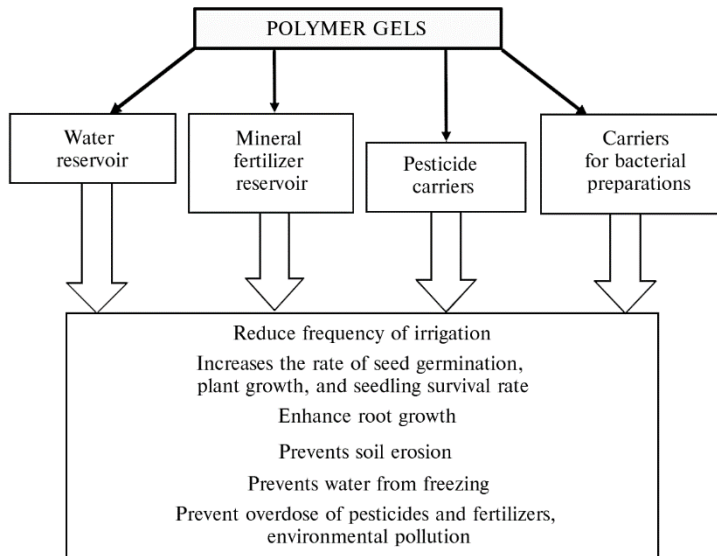 POLYMER GELS
Water
reservoir
Mineral
fertilizer
reservoir
Pesticide
carriers
Carriers
for bacterial
preparations
Reduce frequency of irrigation
Increases the rate of seed germination,
plant growth, and seedling survival rate
Enhance root growth
Prevents soil erosion
Prevents water from freezing
Prevent overdose of pesticides and fertilizers,
environmental pollution